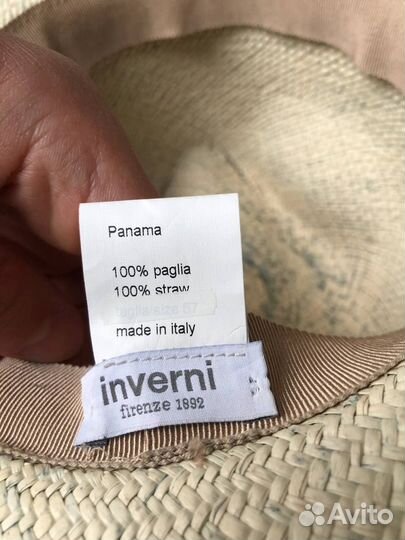 Panama
100% paglia
100% straw
taglia/size 57
made in italy
inverni
firenze 1892
Avito